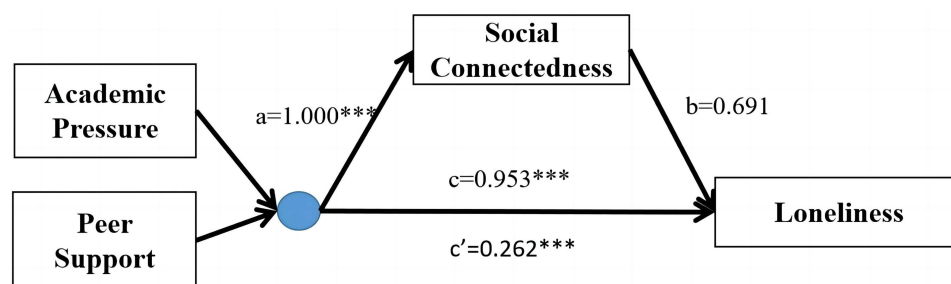 Social
Connectedness
Academic
Pressure
a=1.000***
b=0.691
c=0.953***
Peer
Support
Loneliness
c′=0.262***